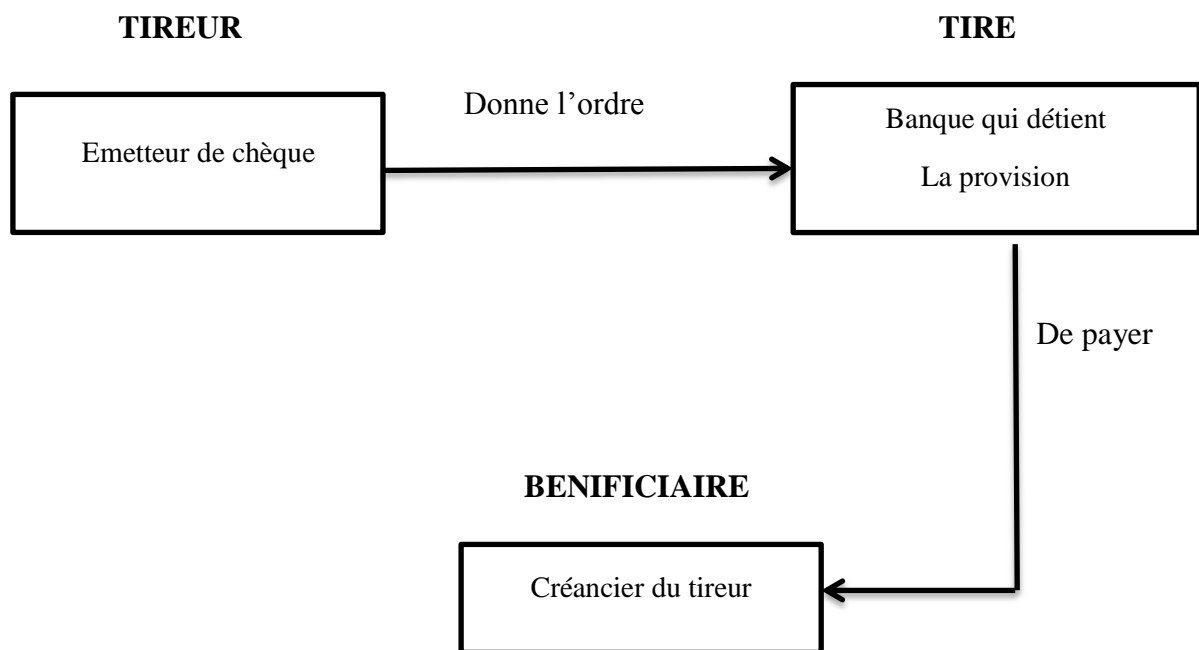 TIREUR
TIRE
Emetteur de chèque
Donne l’ordre
Banque qui détient
La provision
De payer
BENIFICIAIRE
Créancier du tireur